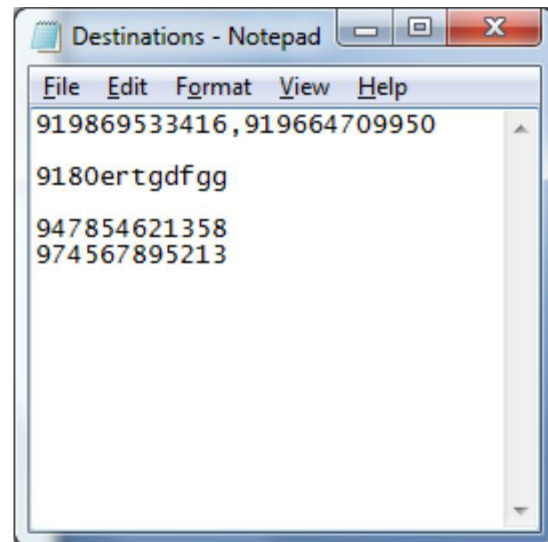 Destinations - Notepad
File Edit Format View Help
919869533416,919664709950
9180ertgdfgg
947854621358
974567895213